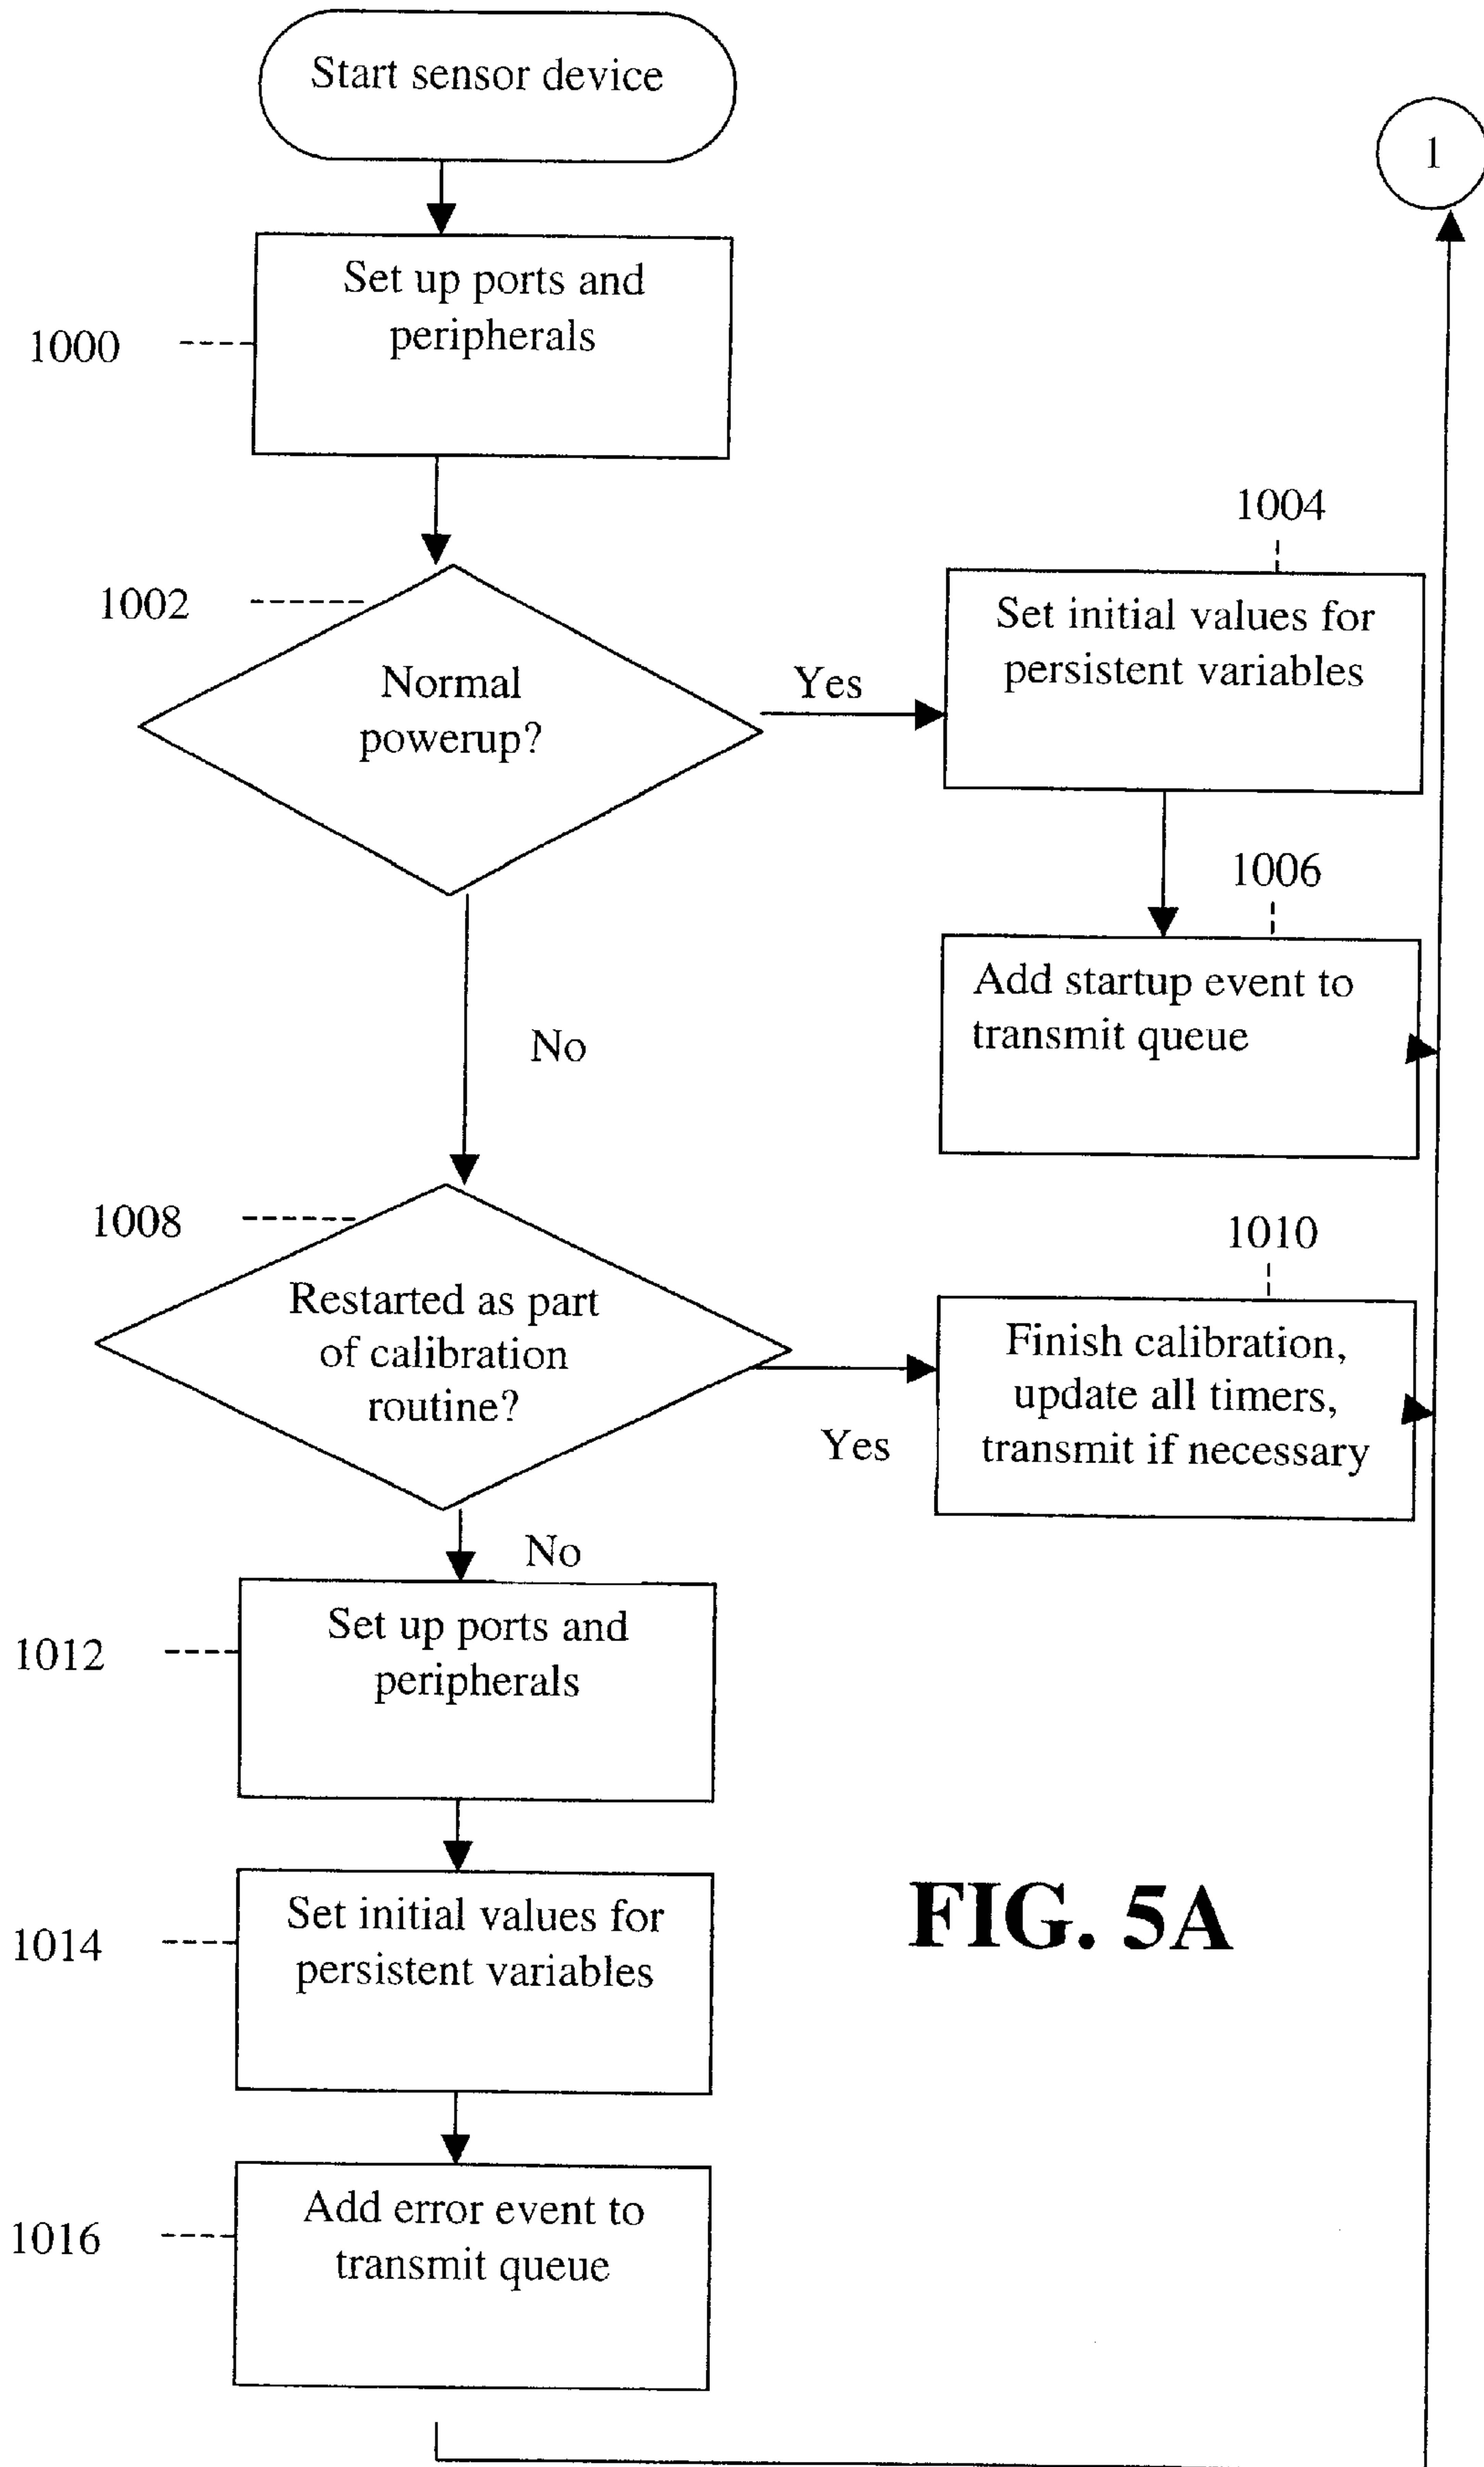 Start sensor device
1
Set up ports and
peripherals
1000
1004
1002
Normal
powerup?
Yes
Set initial values for
persistent variables
1006
Add startup event to
transmit queue
No
1008
Restarted as part
of calibration
routine?
Yes
1010
Finish calibration,
update all timers,
transmit if necessary
No
1012
Set up ports and
peripherals
1014
Set initial values for
persistent variables
FIG. 5A
1016
Add error event to
transmit queue